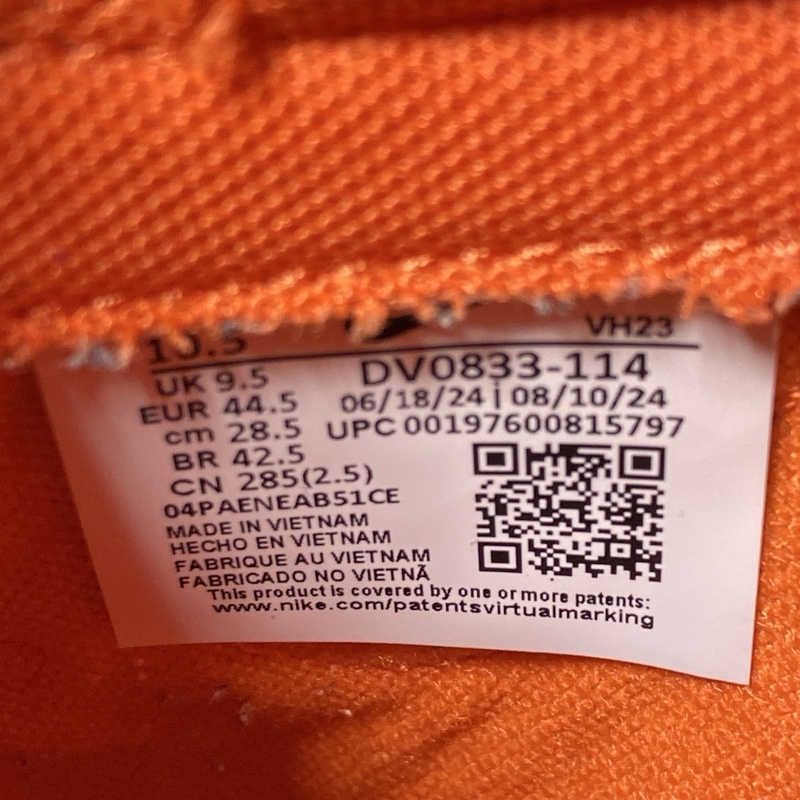 10.5 VH23
UK 9.5 DV0833-114
EUR 44.5 06/18/24 | 08/10/24
cm 28.5 UPC 00197600815797
BR 42.5
CN 285(2.5)
04PAENEAB51CE
MADE IN VIETNAM
HECHO EN VIETNAM
FABRIQUE AU VIETNAM
FABRICADO NO VIETNÃ
This product is covered by one or more patents:
www.nike.com/patentsvirtualmarking